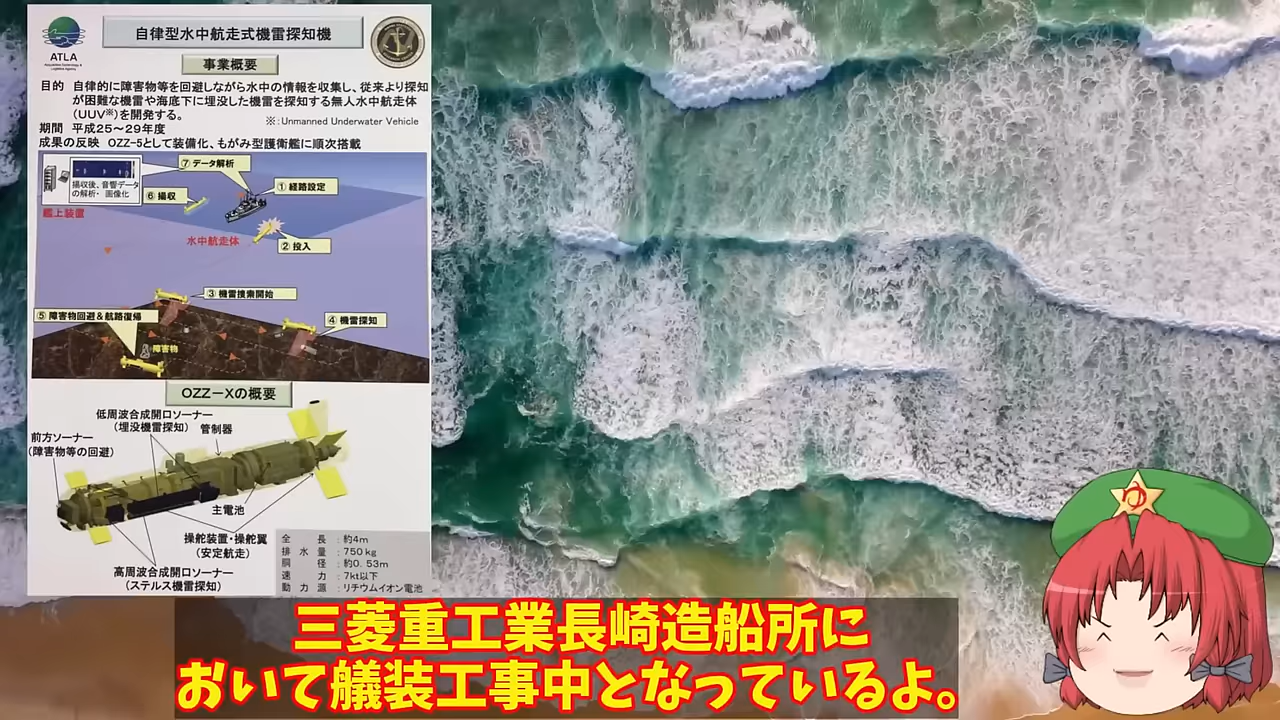 自律型水中航走式機雷探知機
ATLA
事業概要
目的 自律的に障害物等を回避しながら水中の情報を収集し、従来より探知
が困難な機雷や海底下に埋没した機雷を探知する無人水中航走体
(UUV※)を開発する。
※:Unmanned Underwater Vehicle
期間 平成25～29年度
成果の反映 OZZ-5として装備化、もがみ型護衛艦に順次搭載
⑦データ解析
①経路設定
揚収後、音響データ
の解析・画像化
⑥揚収
艦上装置
水中航走体
②投入
③機雷捜索開始
⑤障害物回避&航路復帰
④機雷探知
障害物
OZZ-Xの概要
低周波合成開口ソーナー
(埋没機雷探知)
管制器
前方ソーナー
(障害物等の回避)
主電池
操舵装置・操舵翼
(安定航走)
高周波合成開口ソーナー
(ステルス機雷探知)
全長:約4m
排水量:750kg
胴径:約0.53m
速力:7kt以下
動力源:リチウムイオン電池
三菱重工業長崎造船所に
おいて艤装工事中となっているよ。